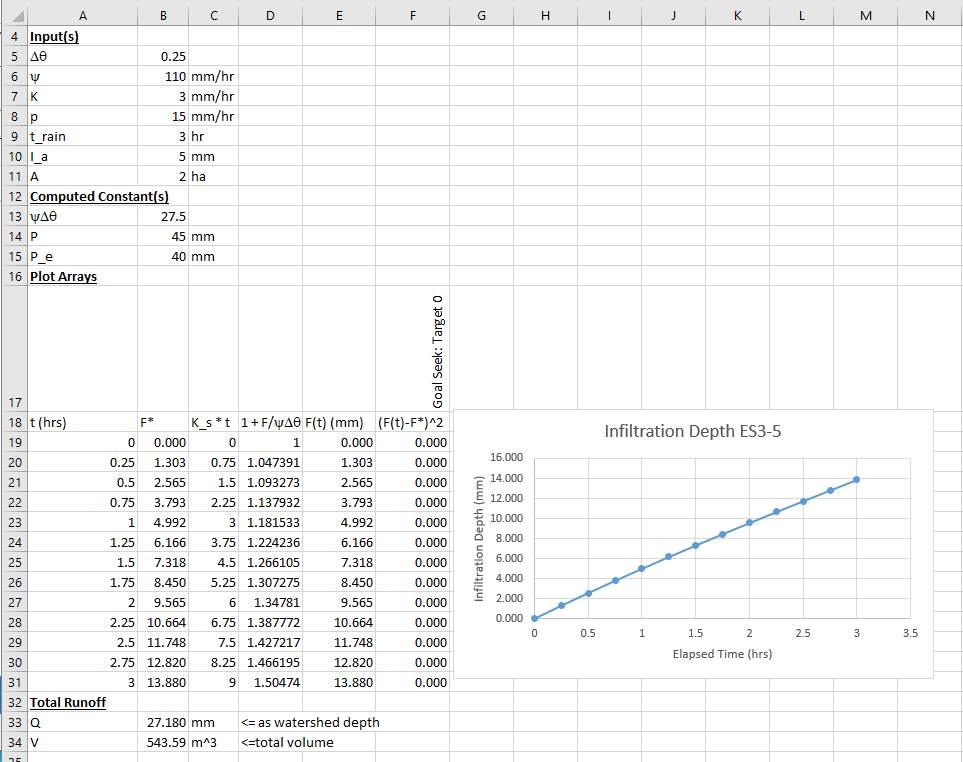 A B C D E F G H I J K L M N
4 Input(s)
5 Δθ 0.25
6 ψ 110 mm/hr
7 K 3 mm/hr
8 p 15 mm/hr
9 t_rain 3 hr
10 I_a 5 mm
11 A 2 ha
12 Computed Constant(s)
13 ψΔθ 27.5
14 P 45 mm
15 P_e 40 mm
16 Plot Arrays
17 Goal Seek: Target 0
18 t (hrs) F* K_s * t 1 + F/ψΔθ F(t) (mm) (F(t)-F*)^2
19 0 0.000 0 1 0.000 0.000
20 0.25 1.303 0.75 1.047391 1.303 0.000
21 0.5 2.565 1.5 1.093273 2.565 0.000
22 0.75 3.793 2.25 1.137932 3.793 0.000
23 1 4.992 3 1.181533 4.992 0.000
24 1.25 6.166 3.75 1.224236 6.166 0.000
25 1.5 7.318 4.5 1.266105 7.318 0.000
26 1.75 8.450 5.25 1.307275 8.450 0.000
27 2 9.565 6 1.34781 9.565 0.000
28 2.25 10.664 6.75 1.387772 10.664 0.000
29 2.5 11.748 7.5 1.427217 11.748 0.000
30 2.75 12.820 8.25 1.466195 12.820 0.000
31 3 13.880 9 1.50474 13.880 0.000
32 Total Runoff
33 Q 27.180 mm <= as watershed depth
34 V 543.59 m^3 <=total volume
Infiltration Depth ES3-5
Infiltration Depth (mm)
16.000
14.000
12.000
10.000
8.000
6.000
4.000
2.000
0.000
0 0.5 1 1.5 2 2.5 3 3.5
Elapsed Time (hrs)